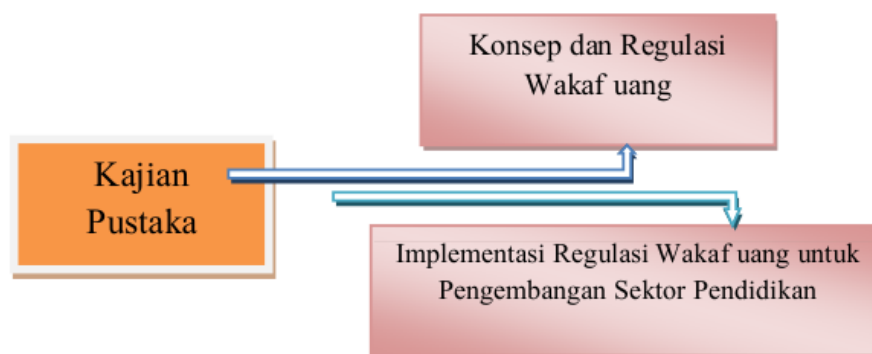 Konsep dan Regulasi
Wakaf uang
Kajian
Pustaka
Implementasi Regulasi Wakaf uang untuk
Pengembangan Sektor Pendidikan